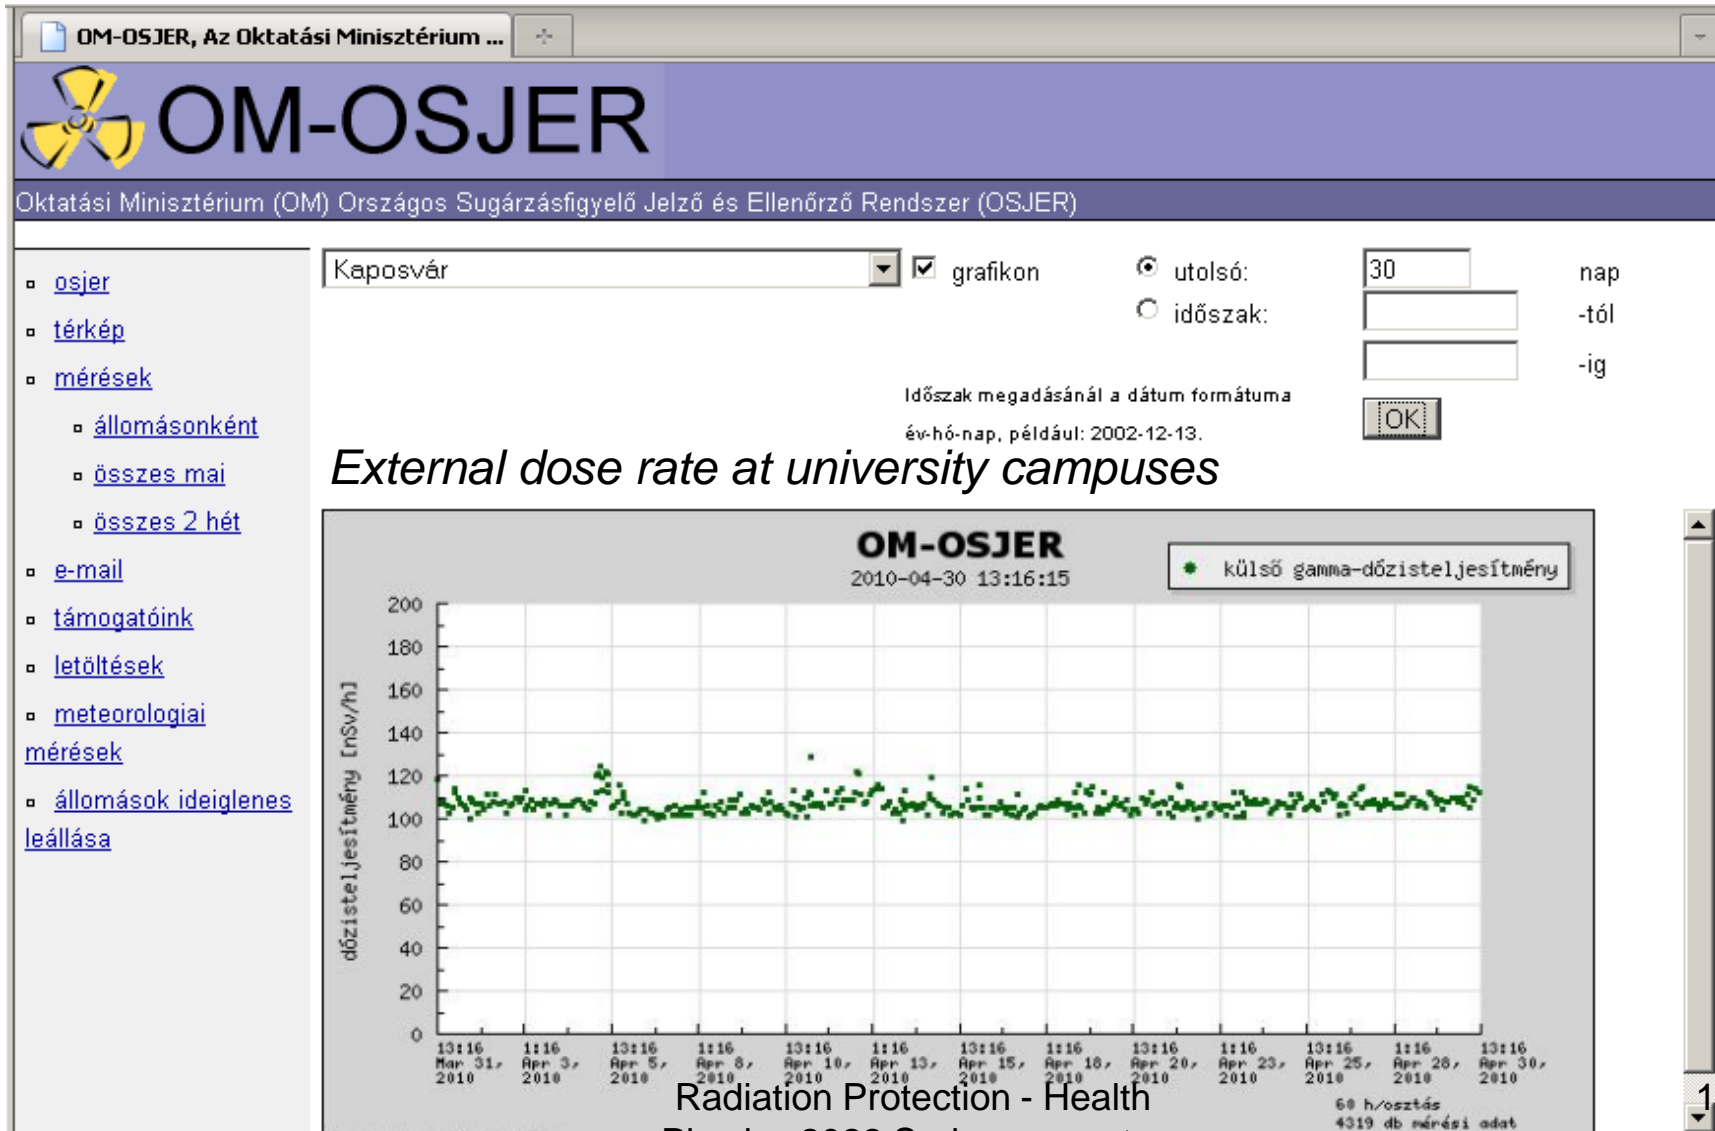 OM-OSJER, Az Oktatási Minisztérium ...
OM-OSJER
Oktatási Minisztérium (OM) Országos Sugárzásfigyelő Jelző és Ellenőrző Rendszer (OSJER)
osjer
térkép
mérések
állomásonként
összes mai
összes 2 hét
e-mail
támogatóink
letöltések
meteorologiai
mérések
állomások ideiglenes
leállása
Kaposvár
grafikon
utolsó: 30 nap
időszak: -tól
-ig
Időszak megadásánál a dátum formátuma
év-hó-nap, például: 2002-12-13.
OK
External dose rate at university campuses
OM-OSJER
2010-04-30 13:16:15
külső gamma-dózisteljesítmény
dózisteljesítmény [nSv/h]
200
180
160
140
120
100
80
60
40
20
0
13:16 1:16 13:16 1:16 13:16 1:16 13:16 1:16 13:16 1:16 13:16 1:16 13:16
Mar 31, Apr 3, Apr 5, Apr 8, Apr 10, Apr 13, Apr 15, Apr 18, Apr 20, Apr 23, Apr 25, Apr 28, Apr 30,
2010 2010 2010 2010 2010 2010 2010 2010 2010 2010 2010 2010 2010
Radiation Protection - Health
60 h/osztás
4319 db mérési adat
1